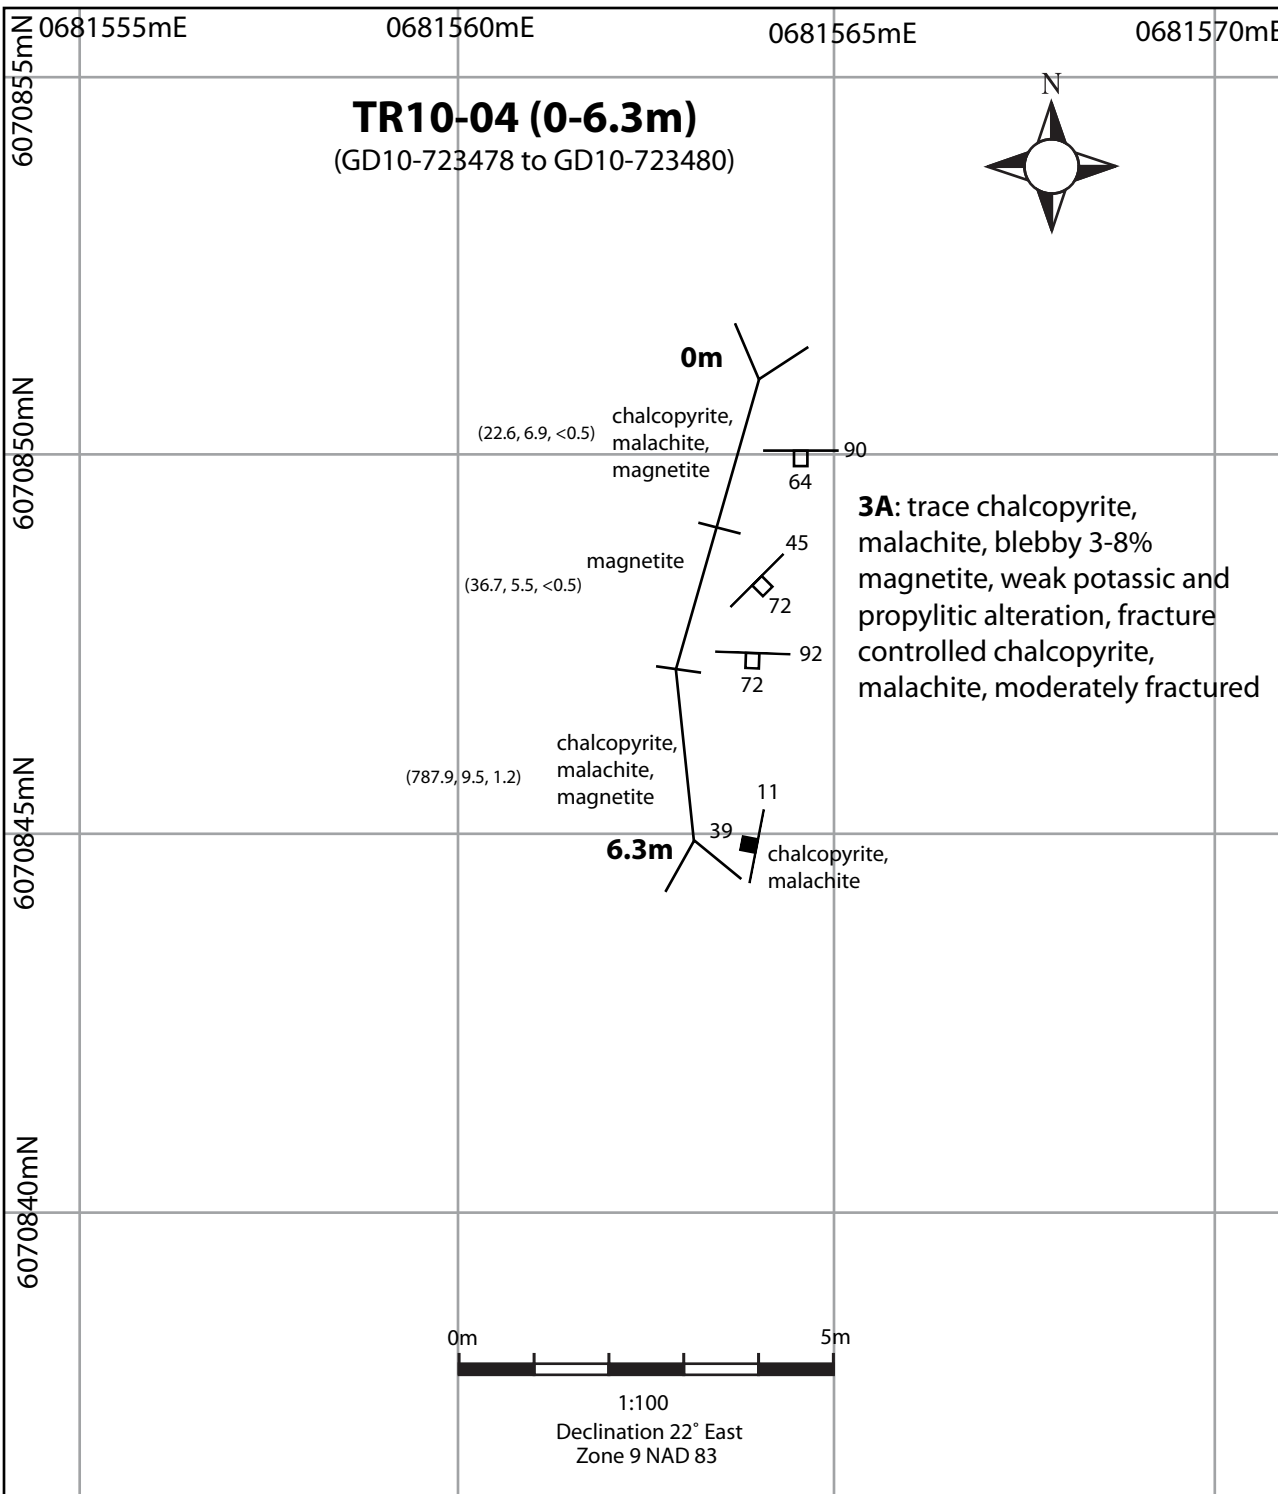 0681555mE
0681560mE
0681565mE
0681570mE
6070855mN
TR10-04 (0-6.3m)
(GD10-723478 to GD10-723480)
N
0m
6070850mN
(22.6, 6.9, <0.5)
chalcopyrite,
malachite,
magnetite
90
64
3A: trace chalcopyrite,
malachite, blebby 3-8%
magnetite, weak potassic and
propylitic alteration, fracture
controlled chalcopyrite,
malachite, moderately fractured
magnetite
(36.7, 5.5, <0.5)
45
72
92
72
chalcopyrite,
malachite,
magnetite
(787.9, 9.5, 1.2)
6070845mN
11
39
6.3m
chalcopyrite,
malachite
6070840mN
0m
5m
1:100
Declination 22° East
Zone 9 NAD 83